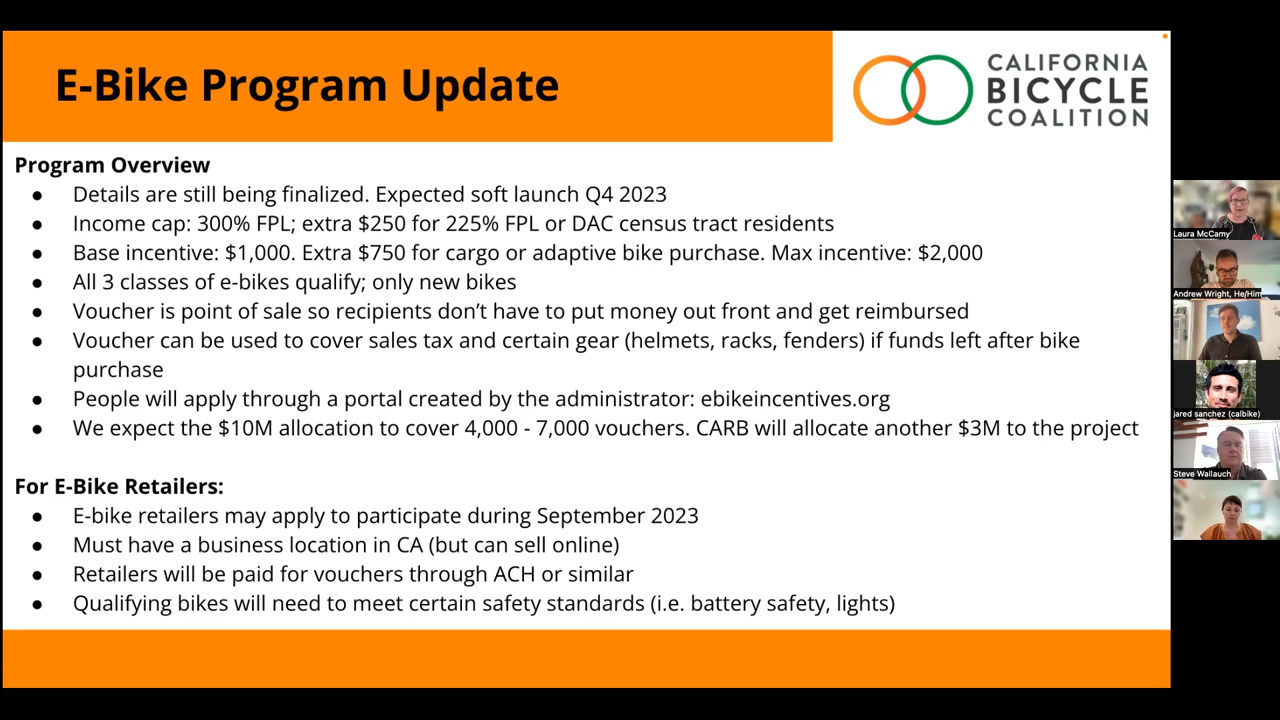 E-Bike Program Update
CALIFORNIA
BICYCLE
COALITION
Program Overview
● Details are still being finalized. Expected soft launch Q4 2023
● Income cap: 300% FPL; extra $250 for 225% FPL or DAC census tract residents
● Base incentive: $1,000. Extra $750 for cargo or adaptive bike purchase. Max incentive: $2,000
● All 3 classes of e-bikes qualify; only new bikes
● Voucher is point of sale so recipients don’t have to put money out front and get reimbursed
● Voucher can be used to cover sales tax and certain gear (helmets, racks, fenders) if funds left after bike
purchase
● People will apply through a portal created by the administrator: ebikeincentives.org
● We expect the $10M allocation to cover 4,000 - 7,000 vouchers. CARB will allocate another $3M to the project
For E-Bike Retailers:
● E-bike retailers may apply to participate during September 2023
● Must have a business location in CA (but can sell online)
● Retailers will be paid for vouchers through ACH or similar
● Qualifying bikes will need to meet certain safety standards (i.e. battery safety, lights)
Laura McCamy
Andrew Wright, He/Him
jared sanchez (calbike)
Steve Wallauch